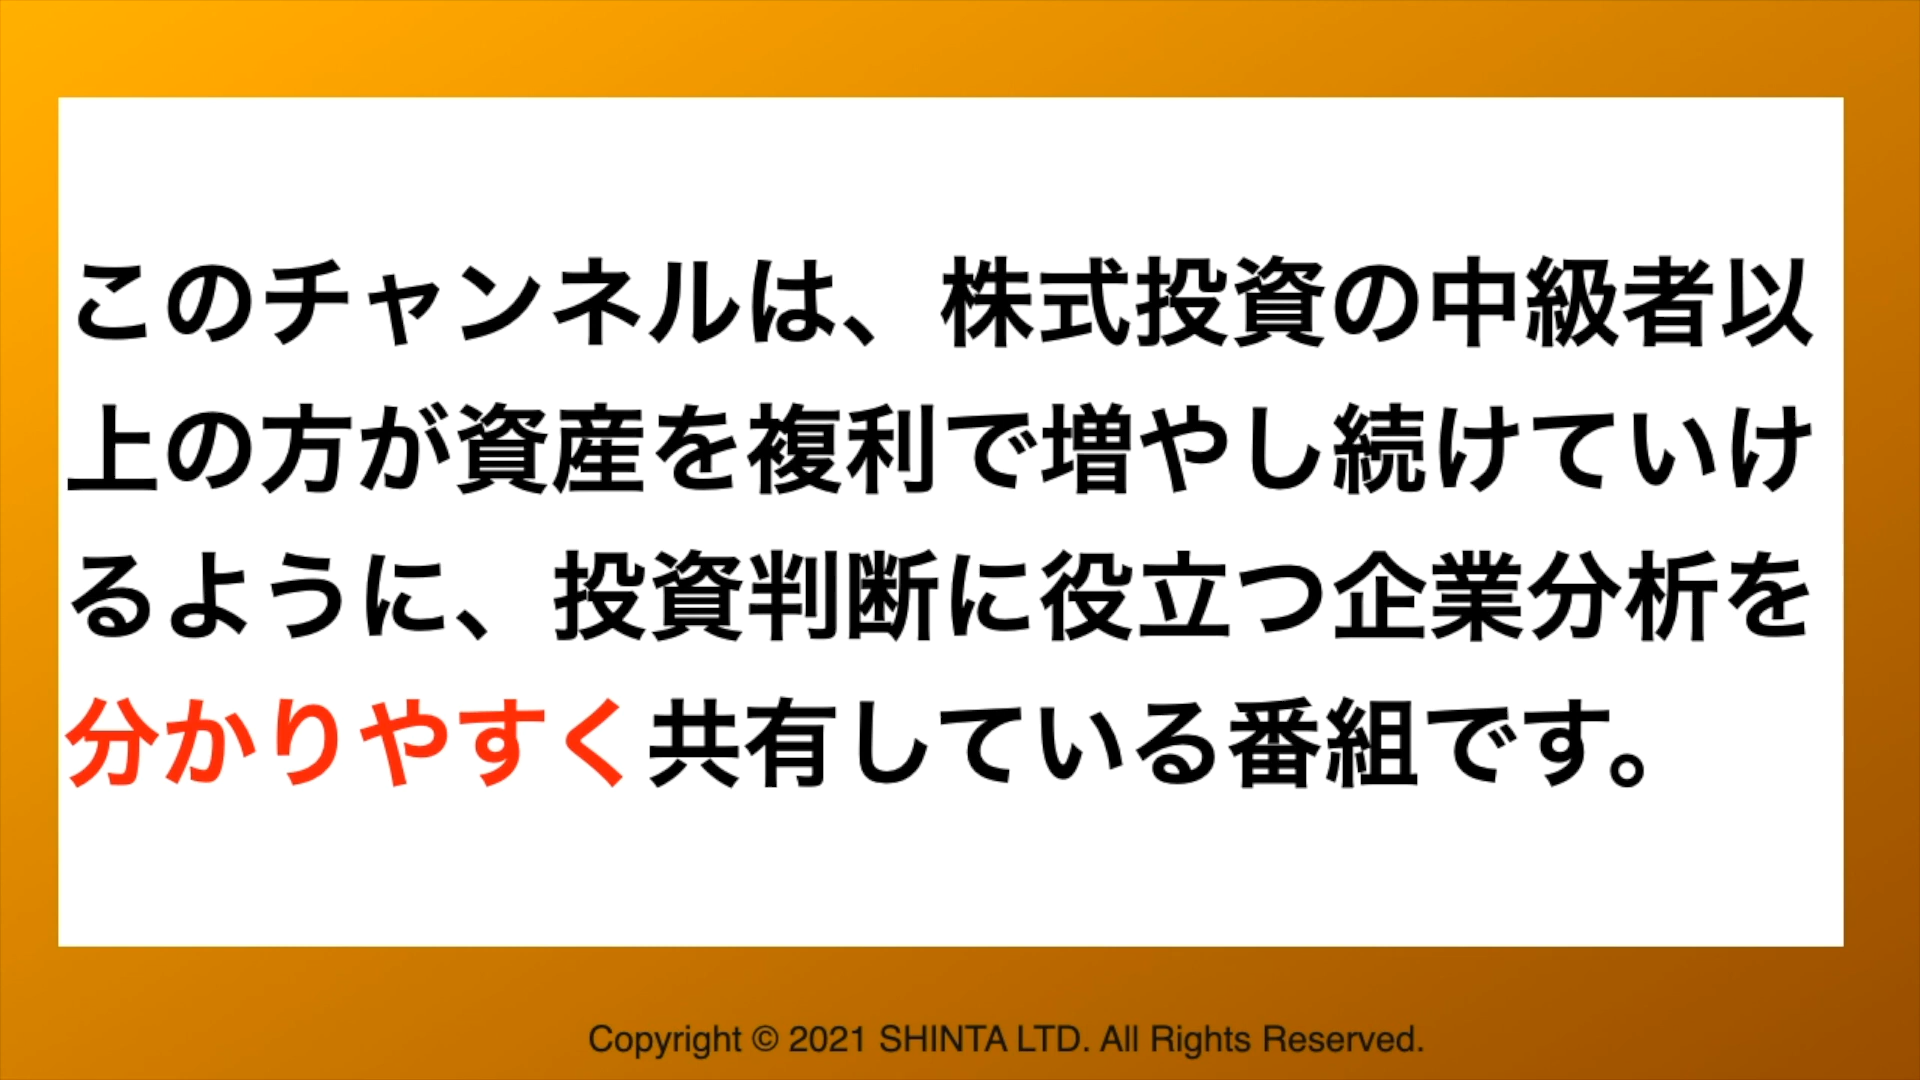 このチャンネルは、株式投資の中級者以
上の方が資産を複利で増やし続けていけ
るように、投資判断に役立つ企業分析を
分かりやすく共有している番組です。
Copyright © 2021 SHINTA LTD. All Rights Reserved.